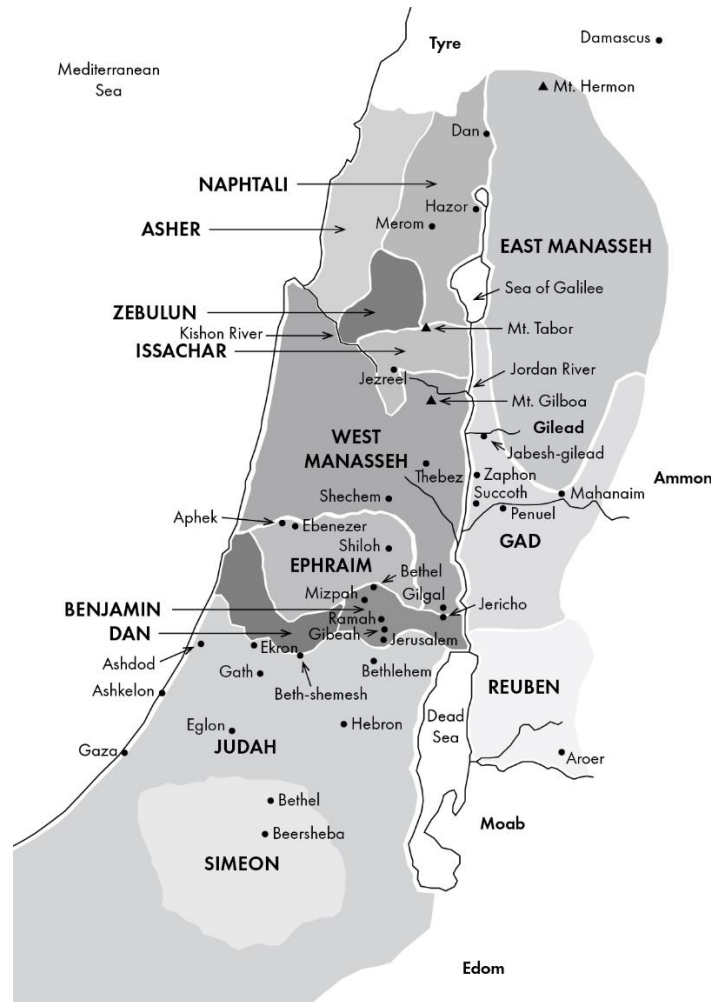 Tyre
Damascus
Mediterranean
Sea
Mt. Hermon
Dan
NAPHTALI
Hazor
ASHER
Merom
EAST MANASSEH
Sea of Galilee
ZEBULUN
Kishon River
Mt. Tabor
ISSACHAR
Jezreel
Jordan River
Mt. Gilboa
Gilead
WEST
MANASSEH
Jabesh-gilead
Thebez
Zaphon
Ammon
Shechem
Succoth
Mahanaim
Aphek
Ebenezer
Penuel
Shiloh
GAD
EPHRAIM
Bethel
Mizpah
Gilgal
BENJAMIN
Jericho
Ramah
DAN
Gibeah
Ekron
Jerusalem
Ashdod
Gath
Bethlehem
Beth-shemesh
Ashkelon
REUBEN
Dead
Sea
Eglon
Hebron
JUDAH
Gaza
Aroer
Bethel
Moab
Beersheba
SIMEON
Edom